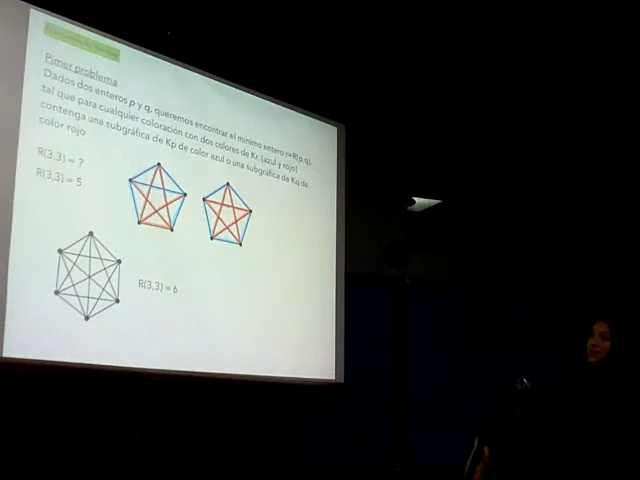 Pimer problema
Dados dos enteros p y q, queremos encontrar el mínimo entero r=R(p,q),
tal que para cualquier coloración con dos colores de Kr, (azul y rojo)
contenga una subgráfica de Kp de color azul o una subgráfica de Kq de
color rojo
R(3,3) = ?
R(3,3) = 5
R(3,3) = 6